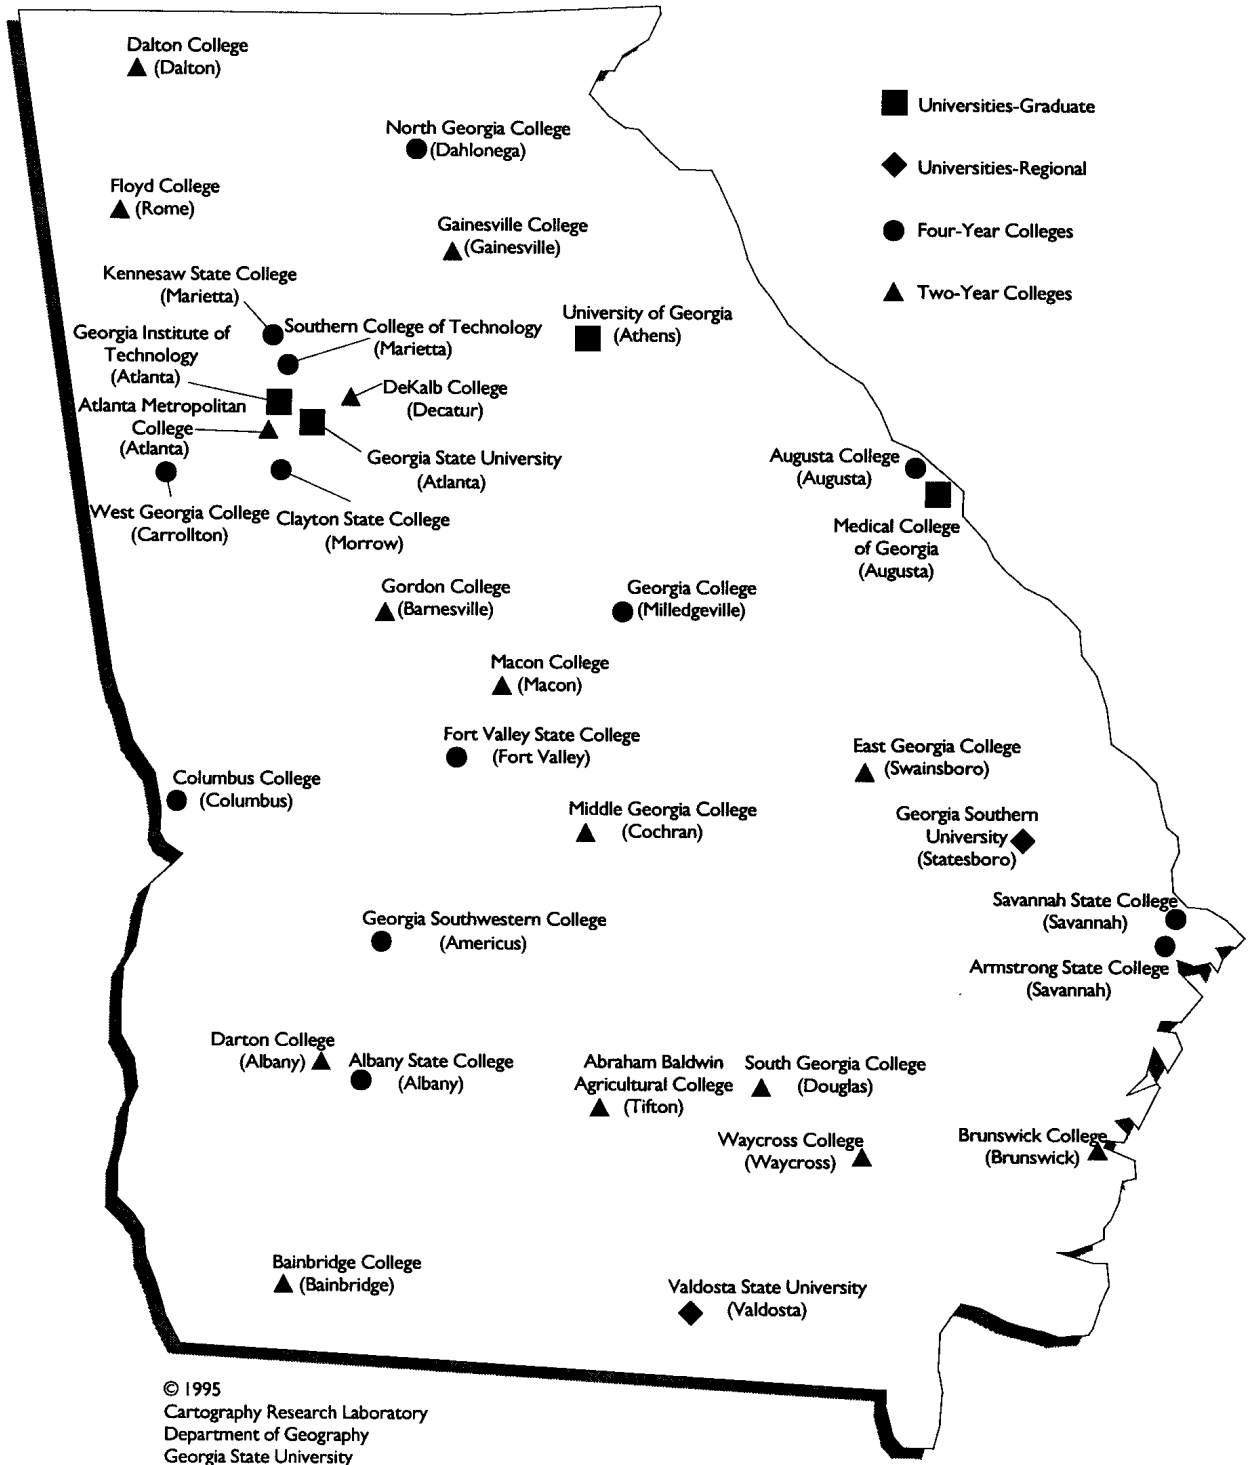 Dalton College
(Dalton)
Universities-Graduate
North Georgia College
(Dahlonega)
Universities-Regional
Floyd College
(Rome)
Gainesville College
(Gainesville)
Four-Year Colleges
Kennesaw State College
(Marietta)
Two-Year Colleges
Georgia Institute of
Technology
(Atlanta)
Southern College of Technology
(Marietta)
University of Georgia
(Athens)
DeKalb College
(Decatur)
Atlanta Metropolitan
College
(Atlanta)
Georgia State University
(Atlanta)
Augusta College
(Augusta)
West Georgia College
(Carrollton)
Clayton State College
(Morrow)
Medical College
of Georgia
(Augusta)
Gordon College
(Barnesville)
Georgia College
(Milledgeville)
Macon College
(Macon)
Fort Valley State College
(Fort Valley)
East Georgia College
(Swainsboro)
Columbus College
(Columbus)
Middle Georgia College
(Cochran)
Georgia Southern
University
(Statesboro)
Savannah State College
(Savannah)
Georgia Southwestern College
(Americus)
Armstrong State College
(Savannah)
Darton College
(Albany)
Albany State College
(Albany)
Abraham Baldwin
Agricultural College
(Tifton)
South Georgia College
(Douglas)
Waycross College
(Waycross)
Brunswick College
(Brunswick)
Bainbridge College
(Bainbridge)
Valdosta State University
(Valdosta)
© 1995
Cartography Research Laboratory
Department of Geography
Georgia State University